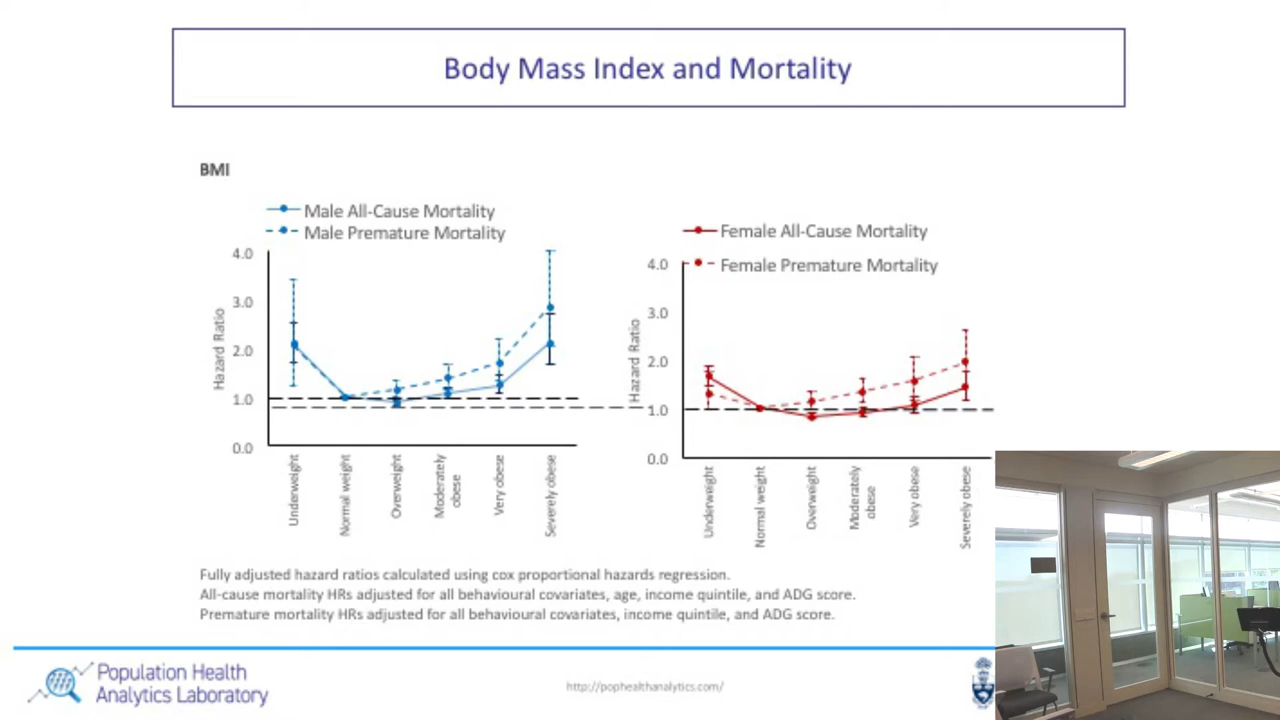 Body Mass Index and Mortality
BMI
Male All-Cause Mortality
Male Premature Mortality
4.0
3.0
2.0
1.0
0.0
Hazard Ratio
Underweight
Normal weight
Overweight
Moderately
obese
Very obese
Severely obese
Female All-Cause Mortality
Female Premature Mortality
4.0
3.0
2.0
1.0
0.0
Hazard Ratio
Underweight
Normal weight
Overweight
Moderately
obese
Very obese
Severely obese
Fully adjusted hazard ratios calculated using cox proportional hazards regression.
All-cause mortality HRs adjusted for all behavioural covariates, age, income quintile, and ADG score.
Premature mortality HRs adjusted for all behavioural covariates, income quintile, and ADG score.
Population Health
Analytics Laboratory
http://pophealthanalytics.com/